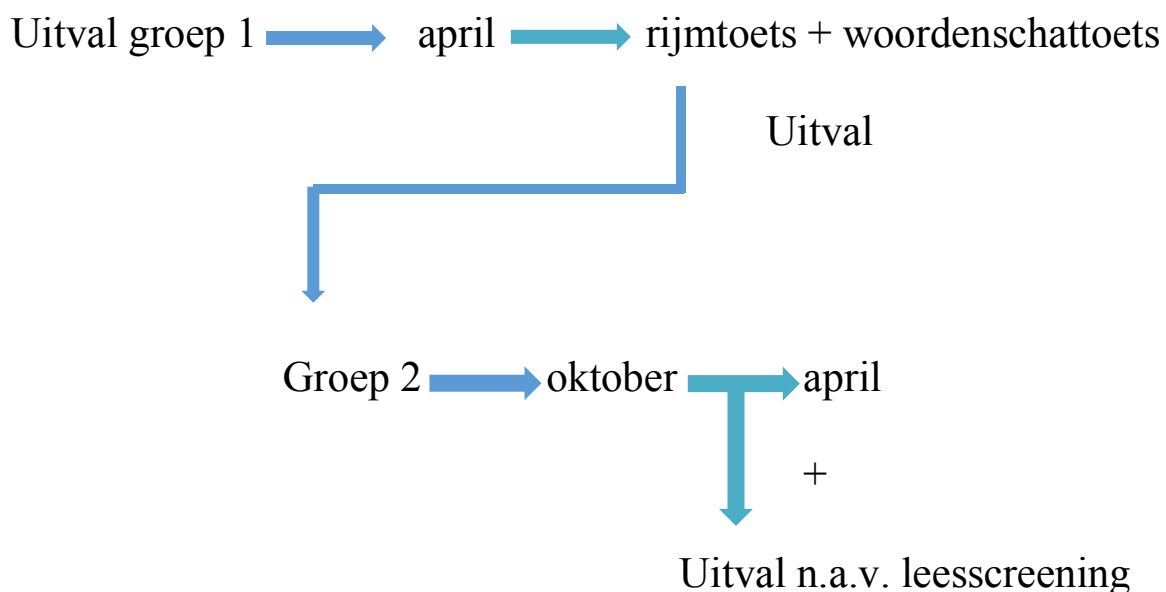 Uitval groep 1 april rijmtoets + woordenschattoets
Uitval
Groep 2 oktober april
+
Uitval n.a.v. leesscreening